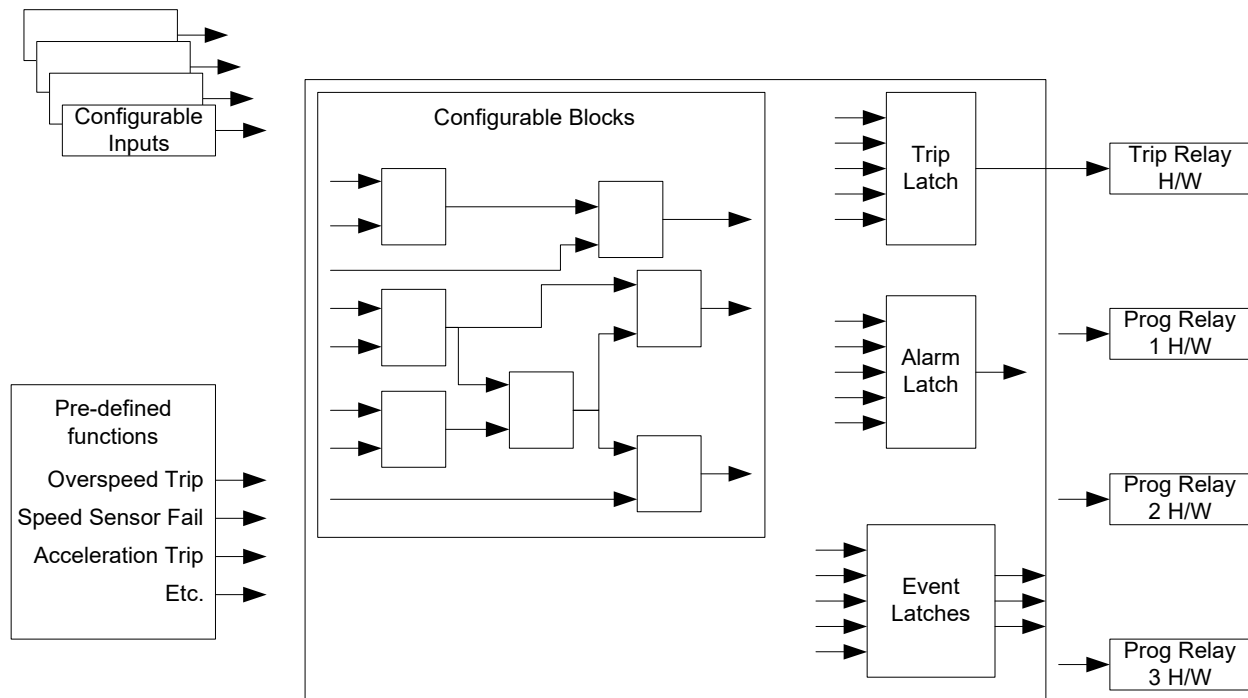 Configurable
Inputs
Pre-defined
functions
Overspeed Trip
Speed Sensor Fail
Acceleration Trip
Etc.
Configurable Blocks
Trip
Latch
Alarm
Latch
Event
Latches
Trip Relay
H/W
Prog Relay
1 H/W
Prog Relay
2 H/W
Prog Relay
3 H/W